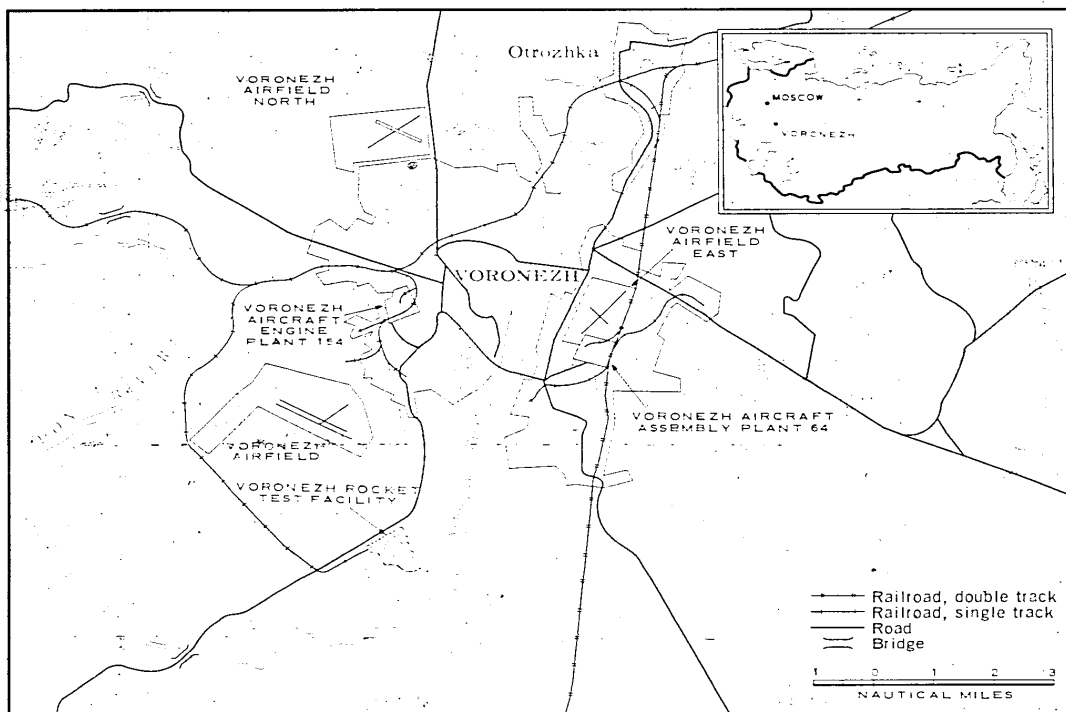 Otrozhka
VORONEZH
AIRFIELD
NORTH
MOSCOW
VORONEZH
VORONEZH
AIRFIELD
EAST
VORONEZH
VORONEZH
AIRCRAFT
ENGINE
PLANT 154
VORONEZH AIRCRAFT
ASSEMBLY PLANT 64
VORONEZH
AIRFIELD
VORONEZH ROCKET
TEST FACILITY
DON RIVER
Railroad, double track
Railroad, single track
Road
Bridge
1 0 1 2 3
NAUTICAL MILES